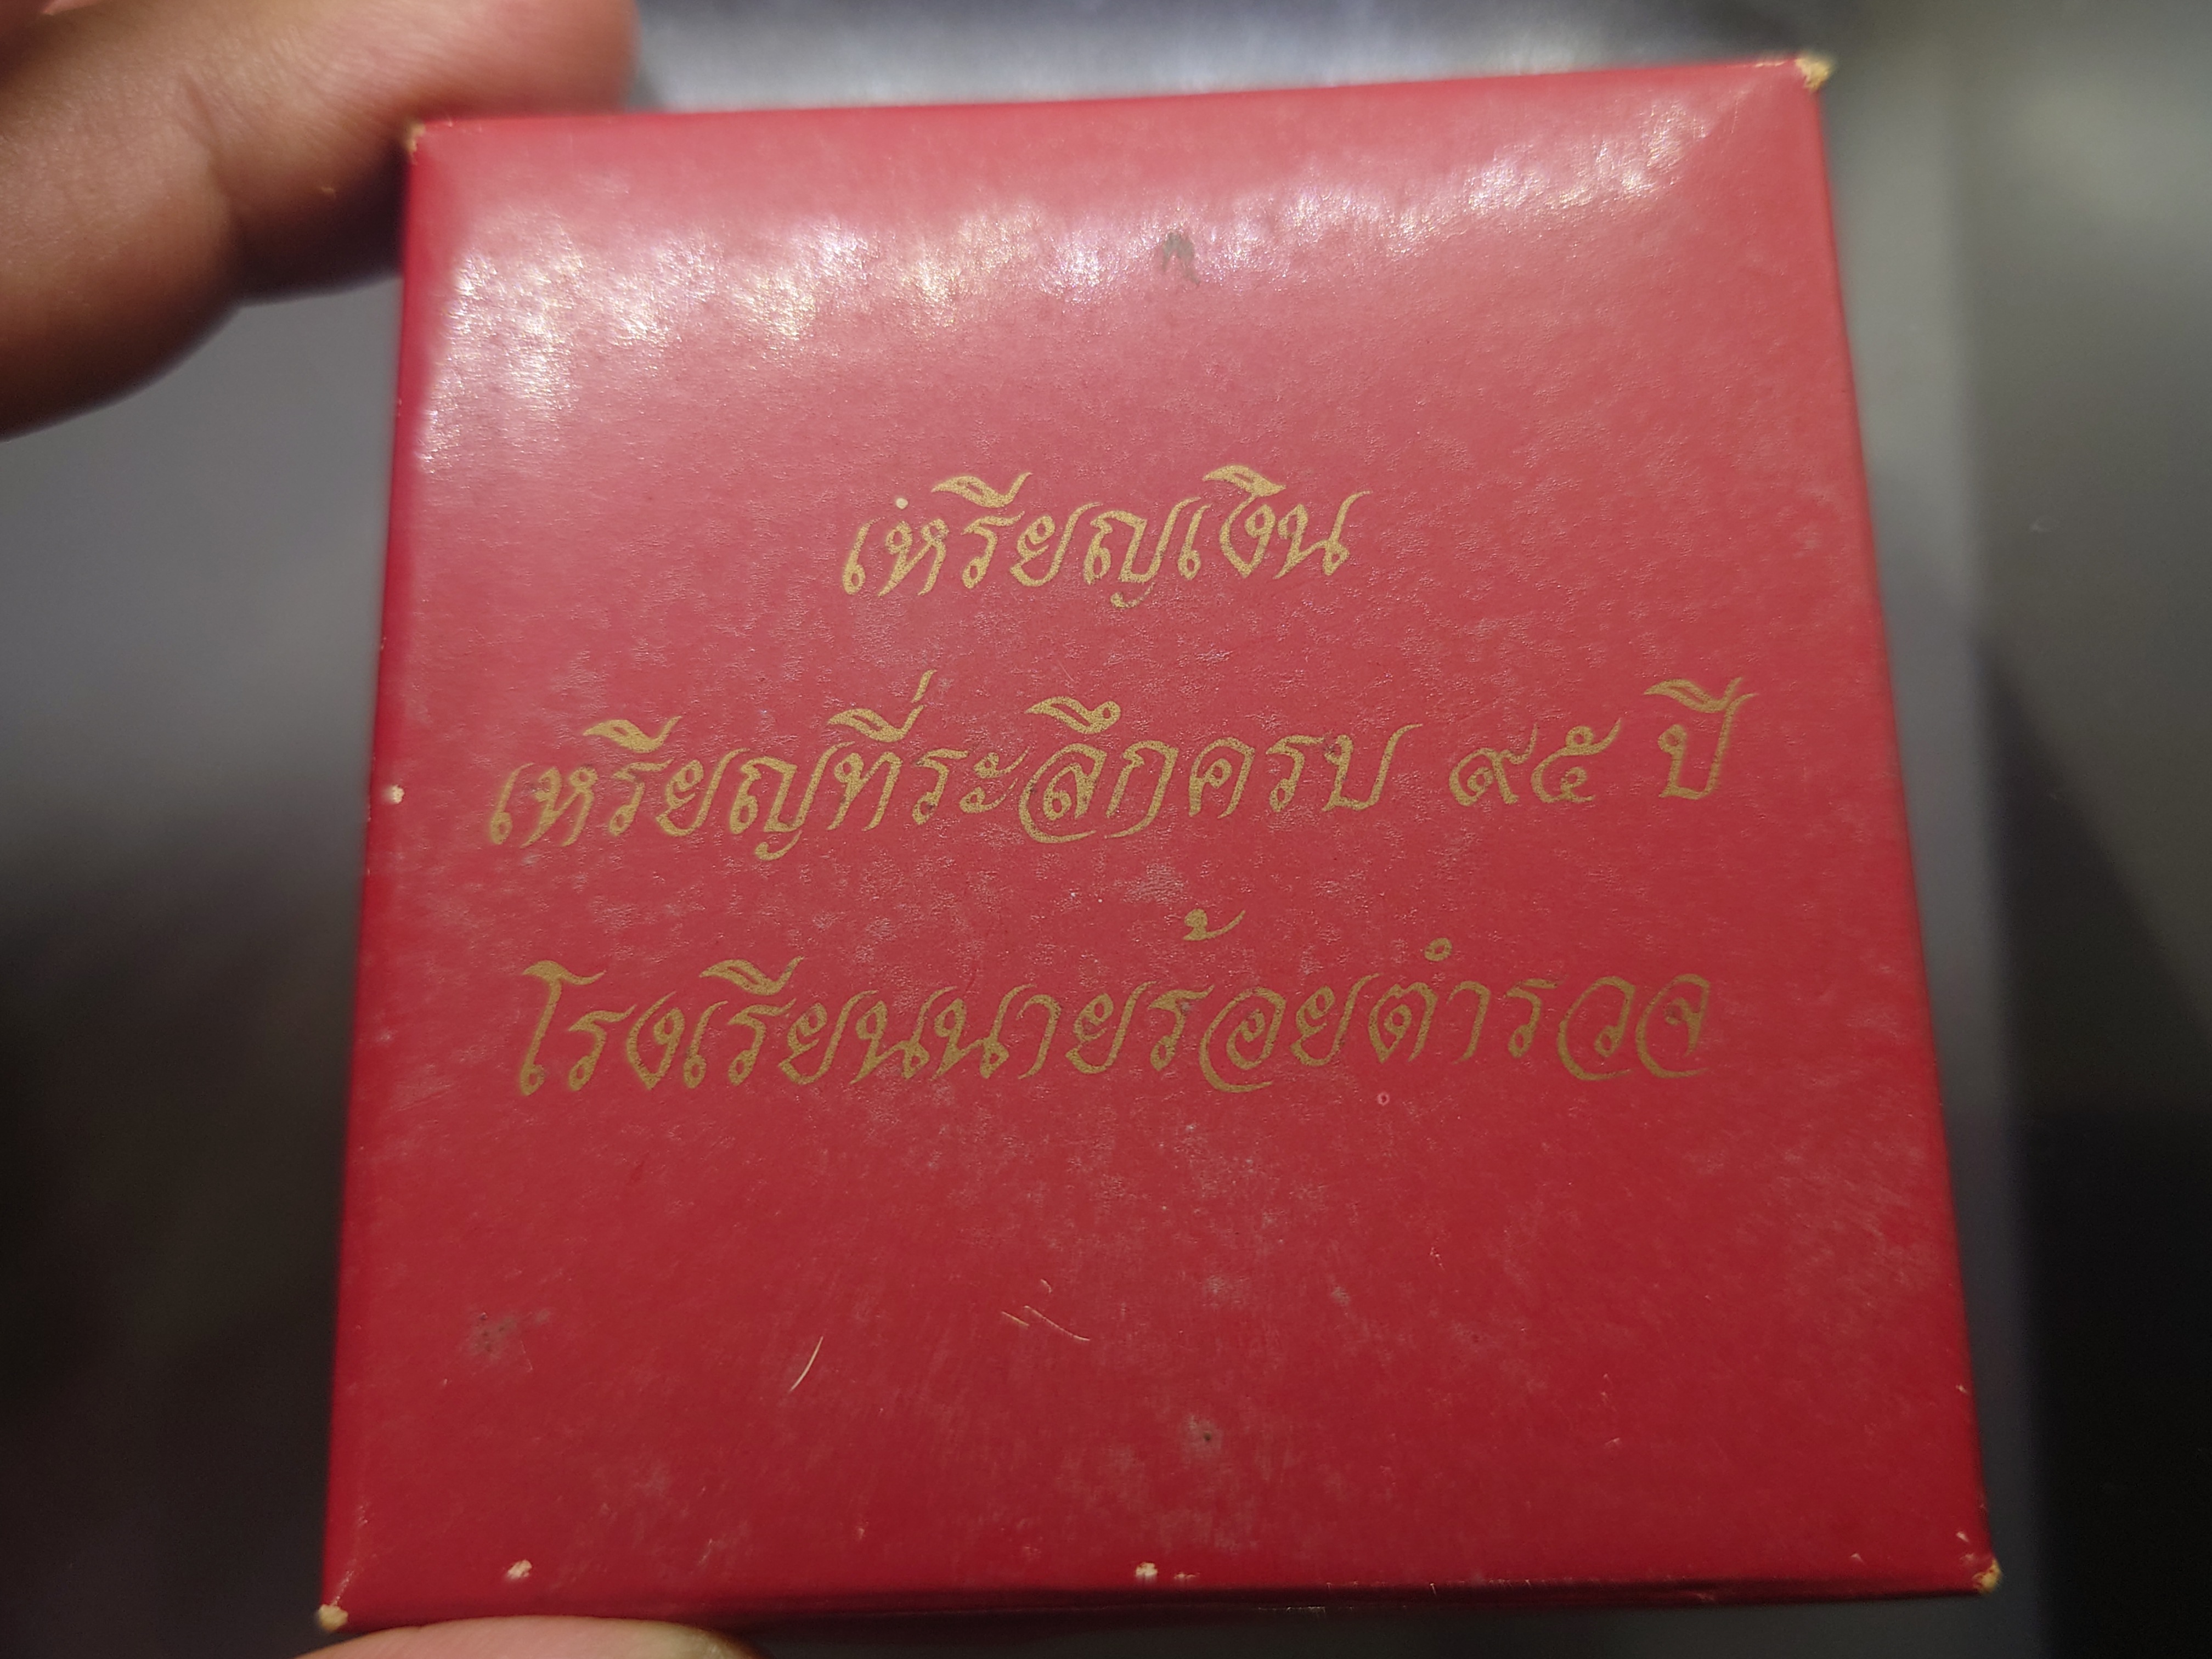 เหรียญเงิน
เหรียญที่ระลึกครบ ๙๕ ปี
โรงเรียนนายร้อยตำรวจ